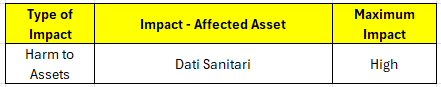 Type of Impact
Impact - Affected Asset
Maximum Impact
Harm to Assets
Dati Sanitari
High